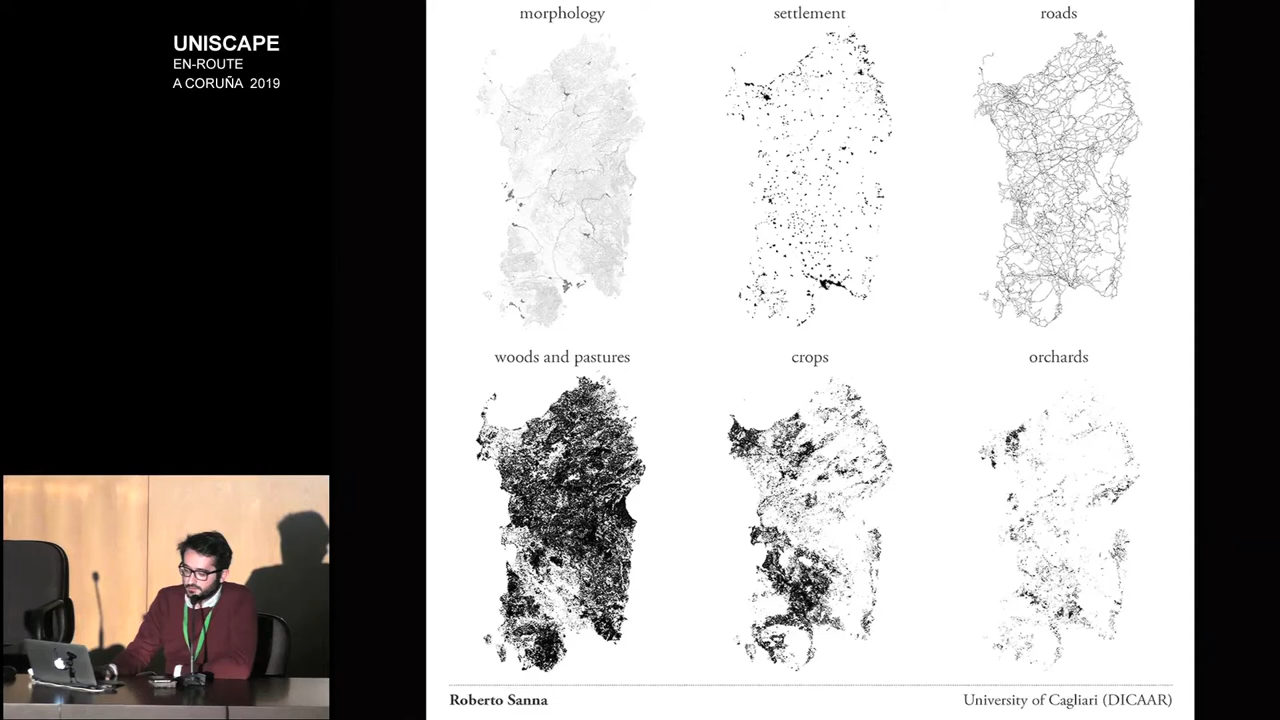 UNISCAPE
EN-ROUTE
A CORUÑA 2019
morphology
settlement
roads
woods and pastures
crops
orchards
Roberto Sanna
University of Cagliari (DICAAR)